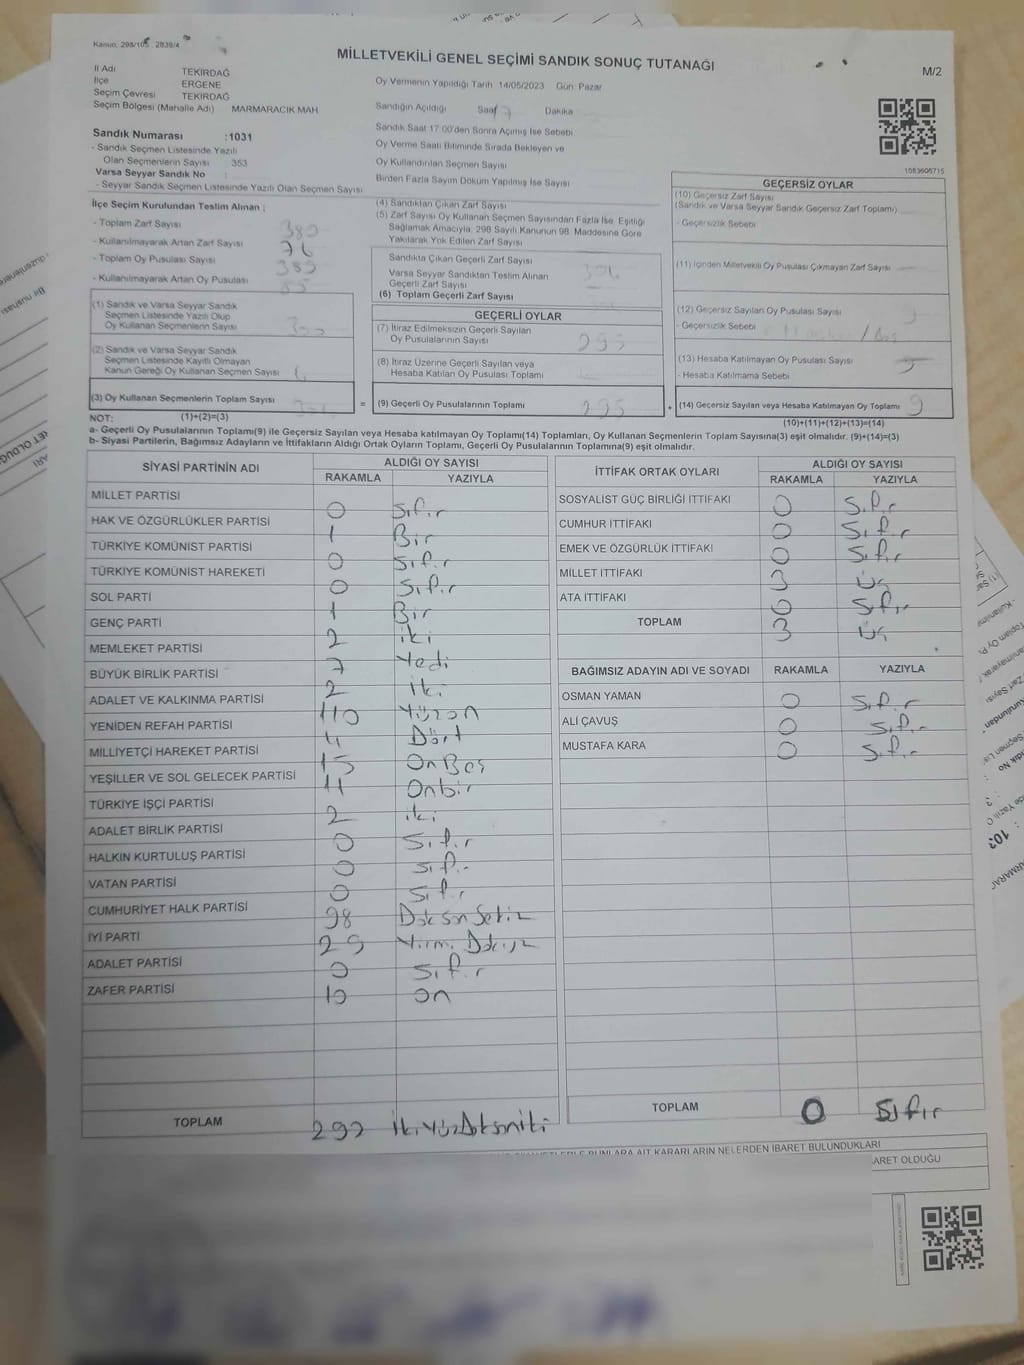 Kanun: 298/105 2839/4
MİLLETVEKİLİ GENEL SEÇİMİ SANDIK SONUÇ TUTANAĞI
M/2
İl Adı TEKİRDAĞ
İlçe ERGENE
Seçim Çevresi TEKİRDAĞ
Seçim Bölgesi (Mahalle Adı) MARMARACIK MAH
Sandık Numarası :1031
- Sandık Seçmen Listesinde Yazılı
Olan Seçmenlerin Sayısı 353
Varsa Seyyar Sandık No :
- Seyyar Sandık Seçmen Listesinde Yazılı Olan Seçmen Sayısı
Oy Vermenin Yapıldığı Tarih 14/05/2023 Gün: Pazar
Sandığın Açıldığı Saat 7 Dakika
Sandık Saat 17:00'den Sonra Açımış İse Sebebi
Oy Verme Saati Bitiminde Sırada Bekleyen ve
Oy Kullandırılan Seçmen Sayısı
Birden Fazla Sayım Döküm Yapılmış İse Sayısı
1083606715
İlçe Seçim Kurulundan Teslim Alınan :
- Toplam Zarf Sayısı 380
- Kullanılmayarak Artan Zarf Sayısı 76
- Toplam Oy Pusulası Sayısı 380
- Kullanılmayarak Artan Oy Pusulası
(1) Sandık ve Varsa Seyyar Sandık
Seçmen Listesinde Yazılı Olup
Oy Kullanan Seçmenlerin Sayısı 300
(2) Sandık ve Varsa Seyyar Sandık
Seçmen Listesinde Kayıtlı Olmayan
Kanun Gereği Oy Kullanan Seçmen Sayısı
(3) Oy Kullanan Seçmenlerin Toplam Sayısı
(4) Sandıktan Çıkan Zarf Sayısı
(5) Zarf Sayısı Oy Kullanan Seçmen Sayısından Fazla İse, Eşitliği
Sağlamak Amacıyla; 298 Sayılı Kanunun 98. Maddesine Göre
Yakılarak Yok Edilen Zarf Sayısı
Sandıkta Çıkan Geçerli Zarf Sayısı 304
Varsa Seyyar Sandıktan Teslim Alınan
Geçerli Zarf Sayısı
(6) Toplam Geçerli Zarf Sayısı
GEÇERLİ OYLAR
(7) İtiraz Edilmeksizin Geçerli Sayılan
Oy Pusulalarının Sayısı 295
(8) İtiraz Üzerine Geçerli Sayılan veya
Hesaba Katılan Oy Pusulası Toplamı
= (9) Geçerli Oy Pusulalarının Toplamı 295
GEÇERSİZ OYLAR
(10) Geçersiz Zarf Sayısı
(Sandık ve Varsa Seyyar Sandık Geçersiz Zarf Toplamı)
- Geçersizlik Sebebi
(11) İçinden Milletvekili Oy Pusulası Çıkmayan Zarf Sayısı
(12) Geçersiz Sayılan Oy Pusulası Sayısı
- Geçersizlik Sebebi
(13) Hesaba Katılmayan Oy Pusulası Sayısı
- Hesaba Katılmama Sebebi
+ (14) Geçersiz Sayılan veya Hesaba Katılmayan Oy Toplamı 9
NOT: (1)+(2)=(3)
(10)+(11)+(12)+(13)=(14)
a- Geçerli Oy Pusulalarının Toplamı(9) ile Geçersiz Sayılan veya Hesaba katılmayan Oy Toplamı(14) Toplamları, Oy Kullanan Seçmenlerin Toplam Sayısına(3) eşit olmalıdır. (9)+(14)=(3)
b- Siyasi Partilerin, Bağımsız Adayların ve İttifakların Aldığı Ortak Oyların Toplamı, Geçerli Oy Pusulalarının Toplamına(9) eşit olmalıdır.
SİYASİ PARTİNİN ADI ALDIĞI OY SAYISI
RAKAMLA YAZIYLA
MİLLET PARTİSİ 0 Sıfır
HAK VE ÖZGÜRLÜKLER PARTİSİ 1 Bir
TÜRKİYE KOMÜNİST PARTİSİ 0 Sıfır
TÜRKİYE KOMÜNİST HAREKETİ 0 Sıfır
SOL PARTİ 1 Bir
GENÇ PARTİ 2 iki
MEMLEKET PARTİSİ 7 Yedi
BÜYÜK BİRLİK PARTİSİ 2 İki
ADALET VE KALKINMA PARTİSİ 110 Yüzon
YENİDEN REFAH PARTİSİ 4 Dört
MİLLİYETÇİ HAREKET PARTİSİ 15 OnBeş
YEŞİLLER VE SOL GELECEK PARTİSİ 11 Onbir
TÜRKİYE İŞÇİ PARTİSİ 2 iki
ADALET BİRLİK PARTİSİ 0 Sıfır
HALKIN KURTULUŞ PARTİSİ 0 Sıfır
VATAN PARTİSİ 0 Sıfır
CUMHURİYET HALK PARTİSİ 98 Doksan Sekiz
İYİ PARTİ 29 Yirmi Dokuz
ADALET PARTİSİ 0 Sıfır
ZAFER PARTİSİ 10 on
TOPLAM 292 İkiyüzdoksaniki
İTTİFAK ORTAK OYLARI ALDIĞI OY SAYISI
RAKAMLA YAZIYLA
SOSYALİST GÜÇ BİRLİĞİ İTTİFAKI 0 Sıfır
CUMHUR İTTİFAKI 0 Sıfır
EMEK VE ÖZGÜRLÜK İTTİFAKI 0 Sıfır
MİLLET İTTİFAKI 3 Üç
ATA İTTİFAKI 0 Sıfır
TOPLAM 3 Üç
BAĞIMSIZ ADAYIN ADI VE SOYADI RAKAMLA YAZIYLA
OSMAN YAMAN 0 Sıfır
ALİ ÇAVUŞ 0 Sıfır
MUSTAFA KARA 0 Sıfır
TOPLAM 0 Sıfır
BUNLARA AİT KARARLARIN NELERDEN İBARET BULUNDUKLARI
ARET OLDUĞU